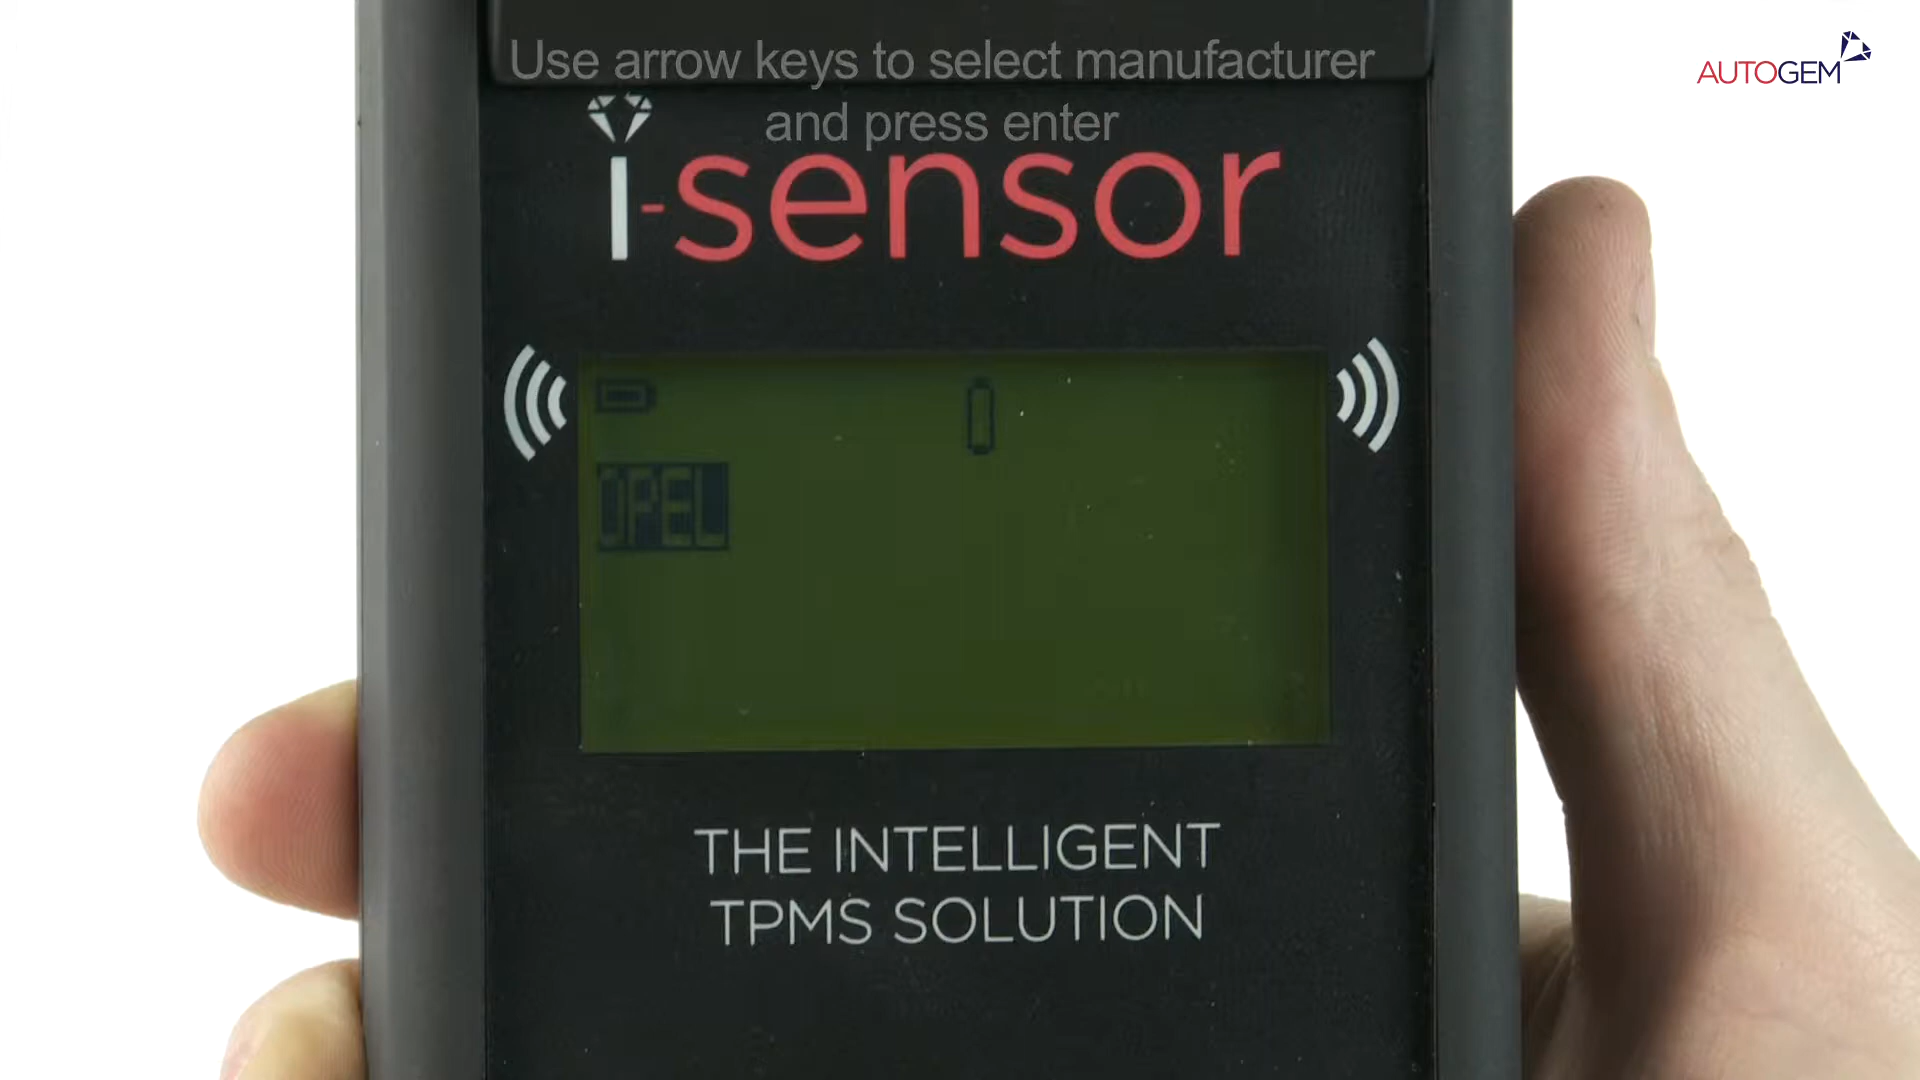 Use arrow keys to select manufacturer
and press enter
AUTOGEM
i-sensor
OPEL
THE INTELLIGENT
TPMS SOLUTION